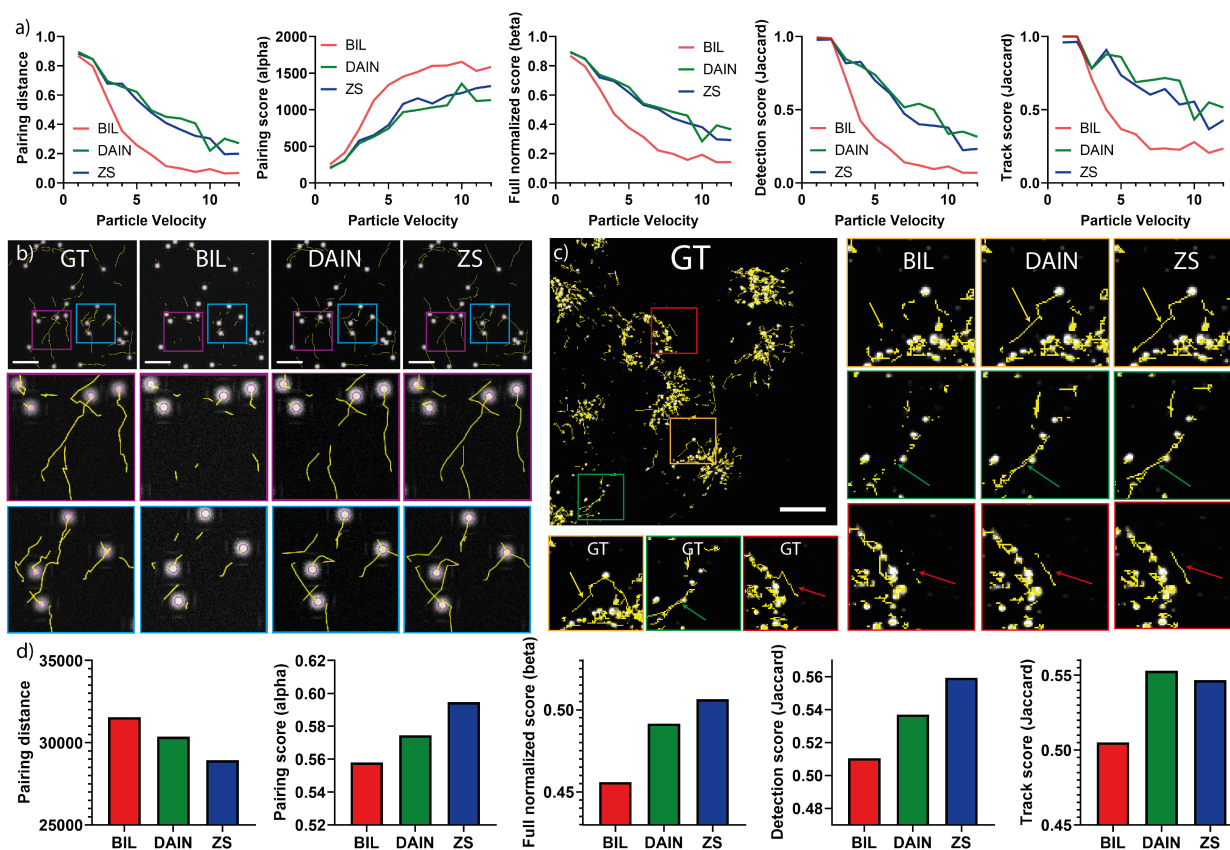 a)
Pairing distance
1.0
0.8
0.6
0.4
0.2
0.0
BIL
DAIN
ZS
0
5
10
Particle Velocity
Pairing score (alpha)
2000
1500
1000
500
0
BIL
DAIN
ZS
0
5
10
Particle Velocity
Full normalized score (beta)
1.0
0.8
0.6
0.4
0.2
0.0
BIL
DAIN
ZS
0
5
10
Particle Velocity
Detection score (Jaccard)
1.0
0.5
0.0
BIL
DAIN
ZS
0
5
10
Particle Velocity
Track score (Jaccard)
1.0
0.5
0.0
BIL
DAIN
ZS
0
5
10
Particle Velocity
b)
GT
BIL
DAIN
ZS
c)
GT
BIL
DAIN
ZS
GT
GT
GT
d)
Pairing distance
35000
30000
25000
BIL DAIN ZS
Pairing score (alpha)
0.62
0.60
0.58
0.56
0.54
0.52
BIL DAIN ZS
Full normalized score (beta)
0.50
0.45
BIL DAIN ZS
Detection score (Jaccard)
0.56
0.54
0.52
0.50
0.48
BIL DAIN ZS
Track score (Jaccard)
0.55
0.50
0.45
BIL DAIN ZS